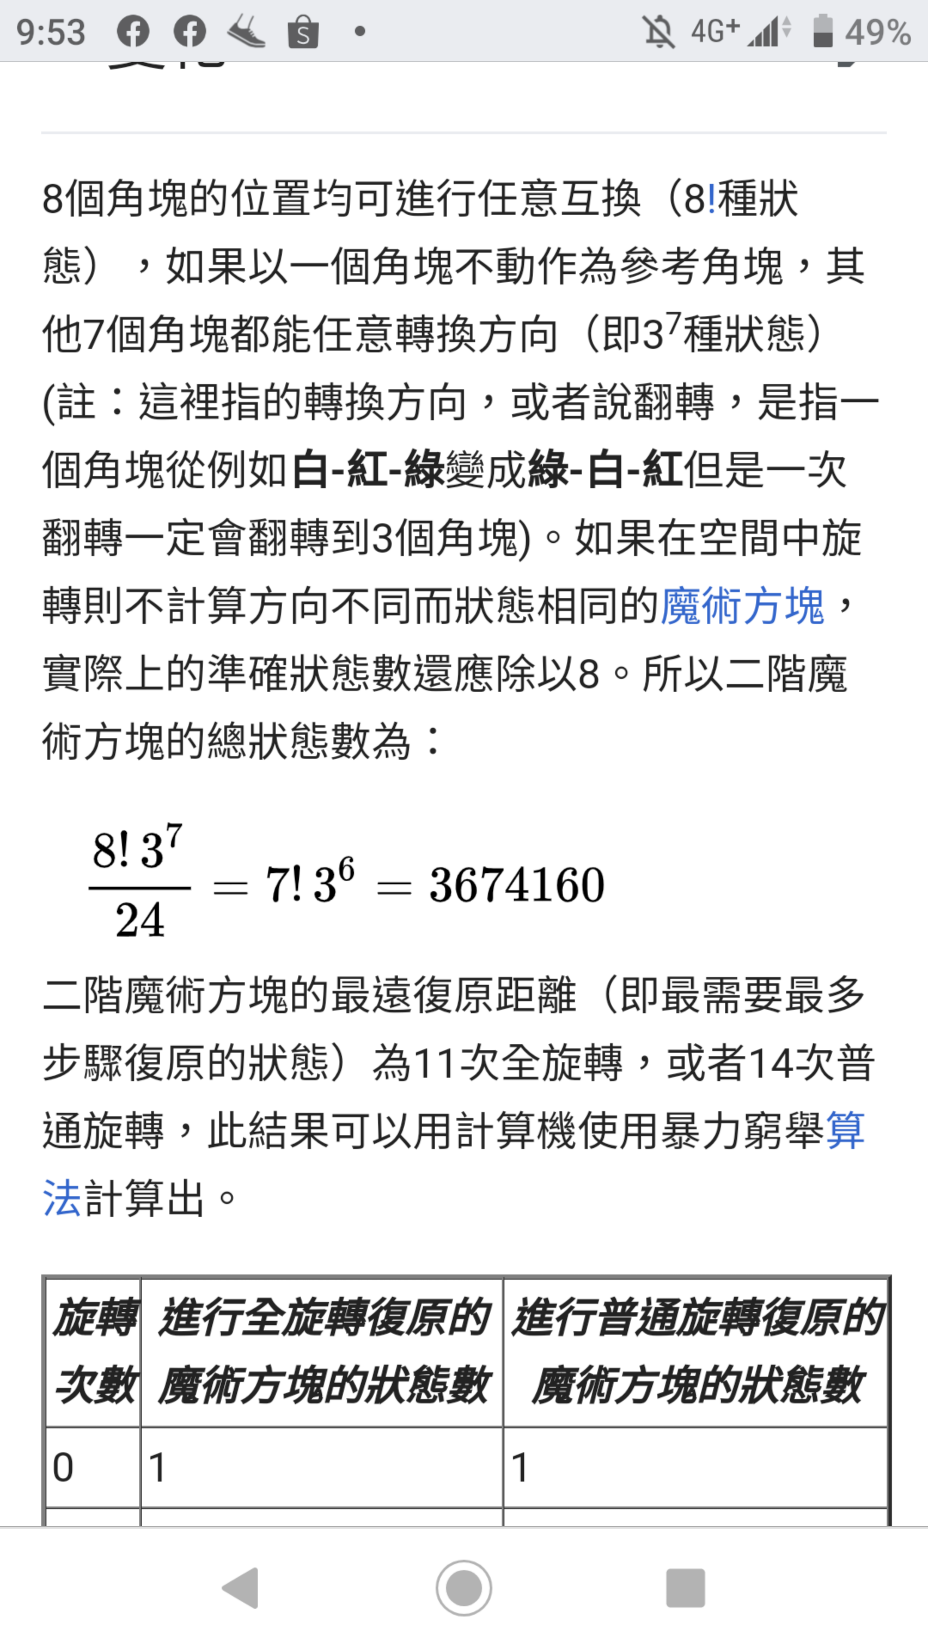 9:53 4G+ 49%
8個角塊的位置均可進行任意互換（8!種狀
態），如果以一個角塊不動作為參考角塊，其
他7個角塊都能任意轉換方向（即3⁷種狀態）
(註：這裡指的轉換方向，或者說翻轉，是指一
個角塊從例如白-紅-綠變成綠-白-紅但是一次
翻轉一定會翻轉到3個角塊)。如果在空間中旋
轉則不計算方向不同而狀態相同的魔術方塊，
實際上的準確狀態數還應除以8。所以二階魔
術方塊的總狀態數為：
8! 3⁷ / 24 = 7! 3⁶ = 3674160
二階魔術方塊的最遠復原距離（即最需要最多
步驟復原的狀態）為11次全旋轉，或者14次普
通旋轉，此結果可以用計算機使用暴力窮舉算
法計算出。
旋轉次數 進行全旋轉復原的魔術方塊的狀態數 進行普通旋轉復原的魔術方塊的狀態數
0 1 1